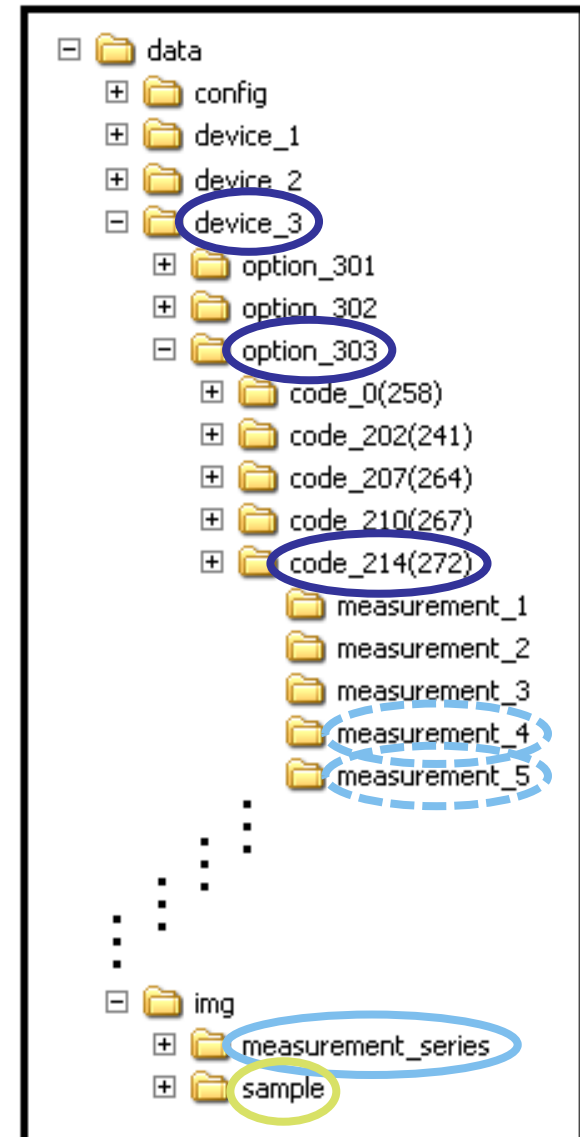 data
config
device_1
device_2
device_3
option_301
option_302
option_303
code_0(258)
code_202(241)
code_207(264)
code_210(267)
code_214(272)
measurement_1
measurement_2
measurement_3
measurement_4
measurement_5
img
measurement_series
sample